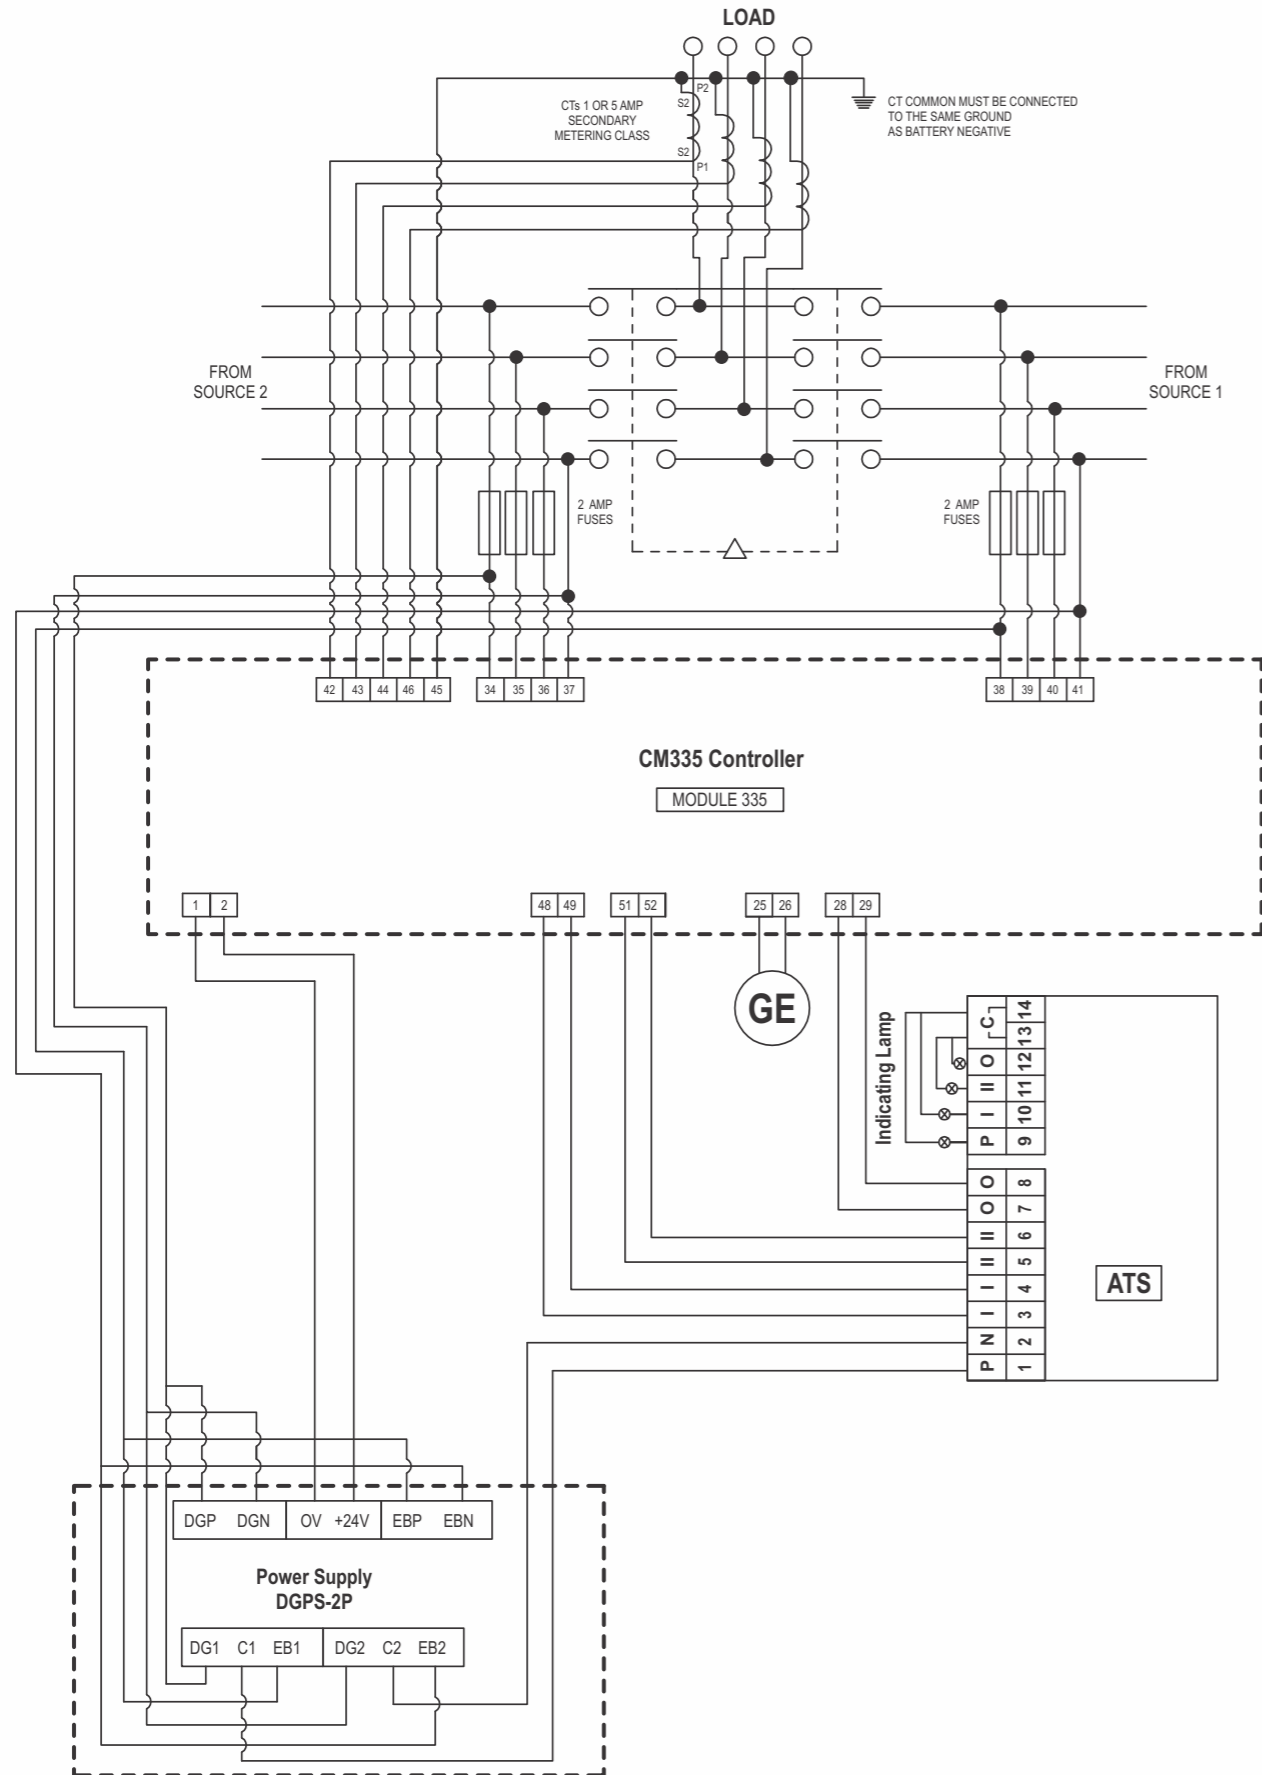 LOAD
P2
S2
CTs 1 OR 5 AMP
SECONDARY
METERING CLASS
S2
P1
CT COMMON MUST BE CONNECTED
TO THE SAME GROUND
AS BATTERY NEGATIVE
FROM
SOURCE 2
FROM
SOURCE 1
2 AMP
FUSES
2 AMP
FUSES
42 43 44 46 45 34 35 36 37 38 39 40 41
CM335 Controller
MODULE 335
1 2 48 49 51 52 25 26 28 29
GE
Indicating Lamp
C 14
13
O 12
II 11
I 10
P 9
O 8
O 7
II 6
II 5
I 4
I 3
N 2
P 1
ATS
DGP DGN OV +24V EBP EBN
Power Supply
DGPS-2P
DG1 C1 EB1 DG2 C2 EB2